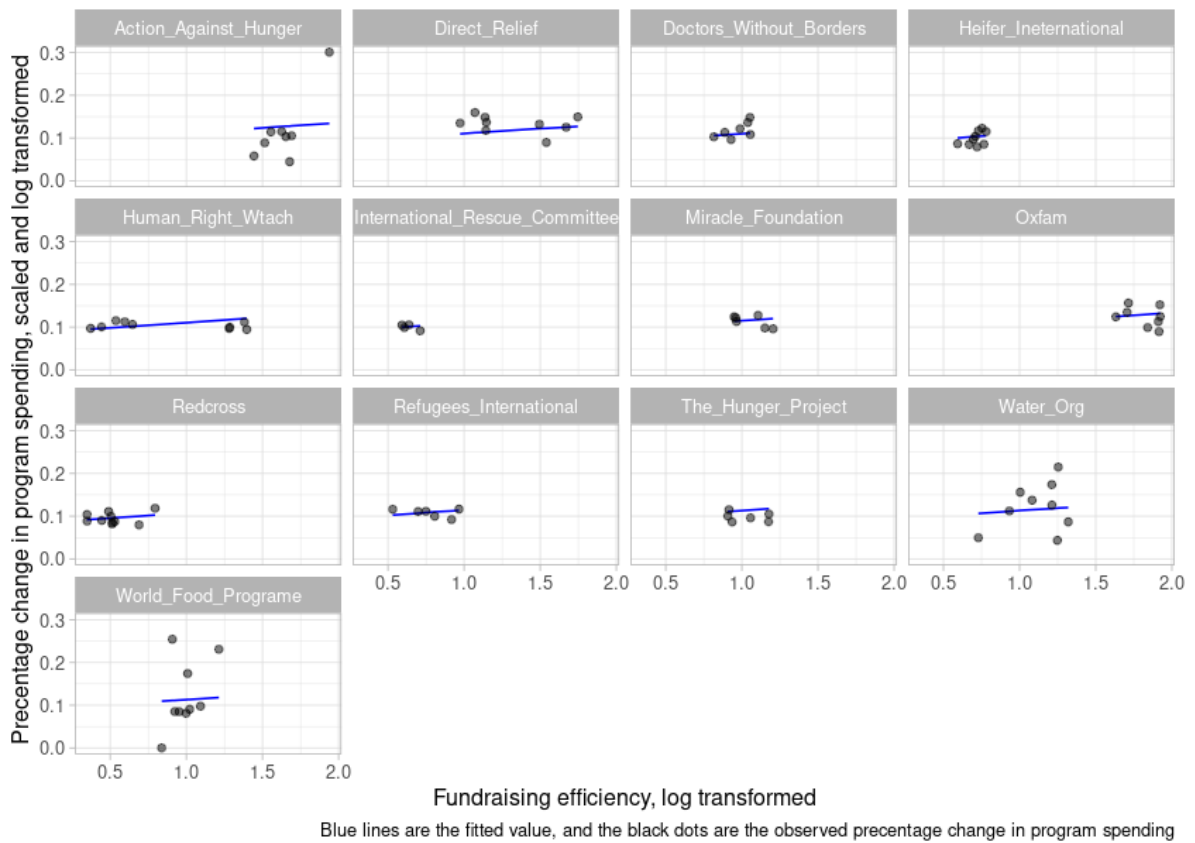 Action_Against_Hunger Direct_Relief Doctors_Without_Borders Heifer_Ineternational
0.3
0.2
0.1
0.0
Human_Right_Wtach International_Rescue_Committee Miracle_Foundation Oxfam
0.3
0.2
0.1
0.0
Redcross Refugees_International The_Hunger_Project Water_Org
0.3
0.2
0.1
0.0
0.5 1.0 1.5 2.0 0.5 1.0 1.5 2.0 0.5 1.0 1.5 2.0
World_Food_Programe
0.3
0.2
0.1
0.0
0.5 1.0 1.5 2.0
Precentage change in program spending, scaled and log transformed
Fundraising efficiency, log transformed
Blue lines are the fitted value, and the black dots are the observed precentage change in program spending